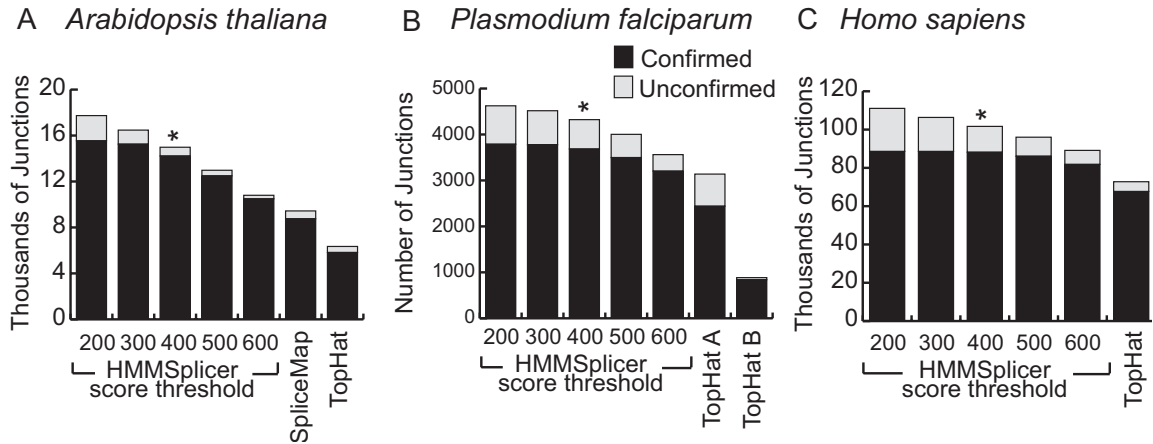 A Arabidopsis thaliana
Thousands of Junctions
20
16
12
8
4
0
*
200 300 400 500 600
HMMSplicer
score threshold
SpliceMap
TopHat
B Plasmodium falciparum
Confirmed
Unconfirmed
Number of Junctions
5000
4000
3000
2000
1000
0
*
200 300 400 500 600
HMMSplicer
score threshold
TopHat A
TopHat B
C Homo sapiens
Thousands of Junctions
120
100
80
60
40
20
0
*
200 300 400 500 600
HMMSplicer
score threshold
TopHat